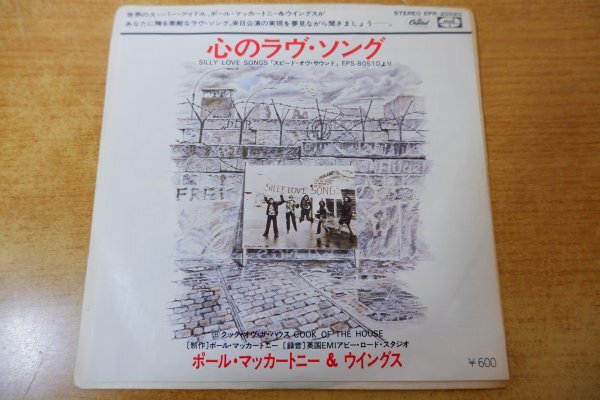 世界のスーパー・アイドル、ポール・マッカートニー＆ウイングスが
あなたに贈る素敵なラヴ・ソング。来日公演の実現を夢見ながら聞きましょう——。
STEREO EPR-20020
Capitol
心のラヴ・ソング
SILLY LOVE SONGS 「スピード・オヴ・サウンド」 EPS-80510より
FREI
SILLY LOVE SONGS
クック・オヴ・ザ・ハウス COOK OF THE HOUSE
〔制作〕ポール・マッカートニー 〔録音〕英国EMIアビー・ロード・スタジオ
ポール・マッカートニー & ウイングス
￥600